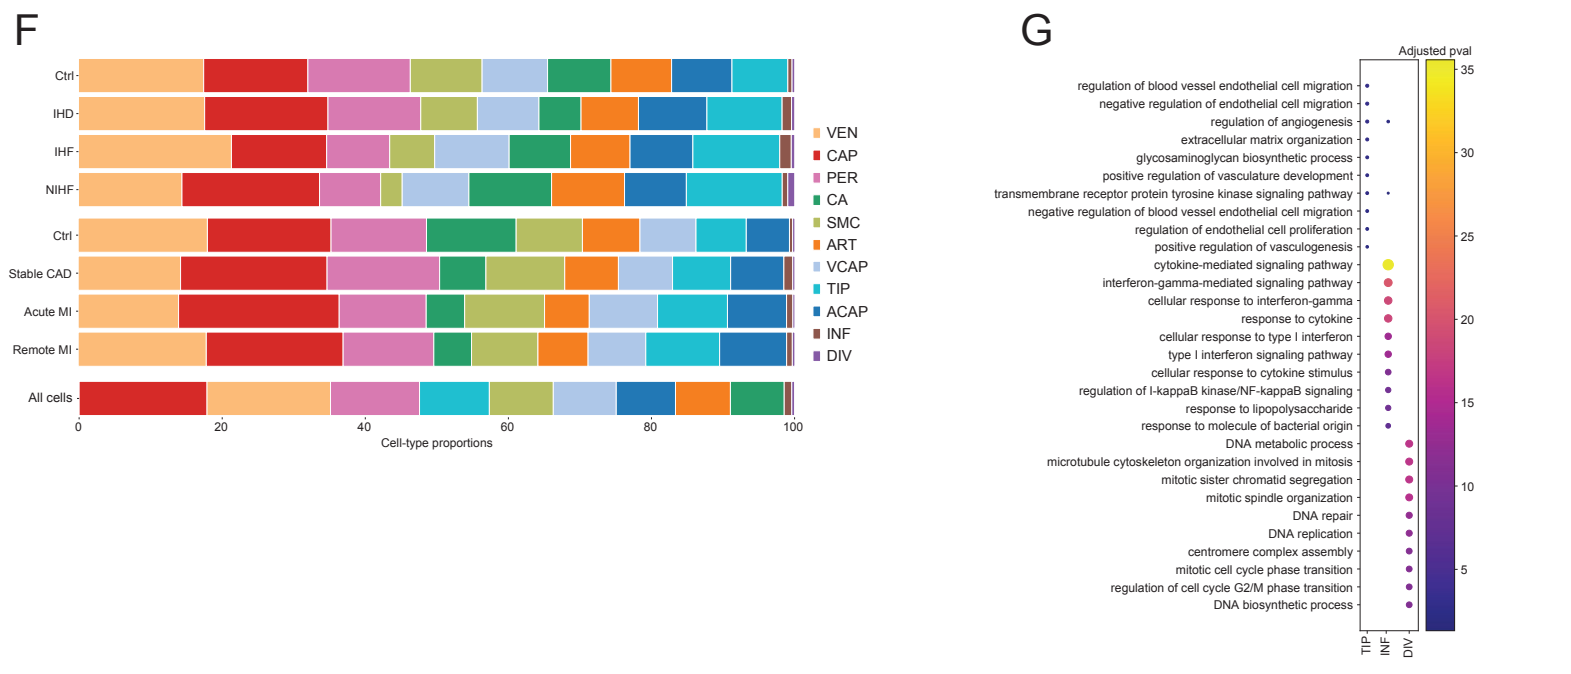 F
Ctrl
IHD
IHF
NIHF
Ctrl
Stable CAD
Acute MI
Remote MI
All cells
0 20 40 60 80 100
Cell-type proportions
VEN
CAP
PER
CA
SMC
ART
VCAP
TIP
ACAP
INF
DIV
G
Adjusted pval
regulation of blood vessel endothelial cell migration
negative regulation of endothelial cell migration
regulation of angiogenesis
extracellular matrix organization
glycosaminoglycan biosynthetic process
positive regulation of vasculature development
transmembrane receptor protein tyrosine kinase signaling pathway
negative regulation of blood vessel endothelial cell migration
regulation of endothelial cell proliferation
positive regulation of vasculogenesis
cytokine-mediated signaling pathway
interferon-gamma-mediated signaling pathway
cellular response to interferon-gamma
response to cytokine
cellular response to type I interferon
type I interferon signaling pathway
cellular response to cytokine stimulus
regulation of I-kappaB kinase/NF-kappaB signaling
response to lipopolysaccharide
response to molecule of bacterial origin
DNA metabolic process
microtubule cytoskeleton organization involved in mitosis
mitotic sister chromatid segregation
mitotic spindle organization
DNA repair
DNA replication
centromere complex assembly
mitotic cell cycle phase transition
regulation of cell cycle G2/M phase transition
DNA biosynthetic process
TIP
INF
DIV
35
30
25
20
15
10
5